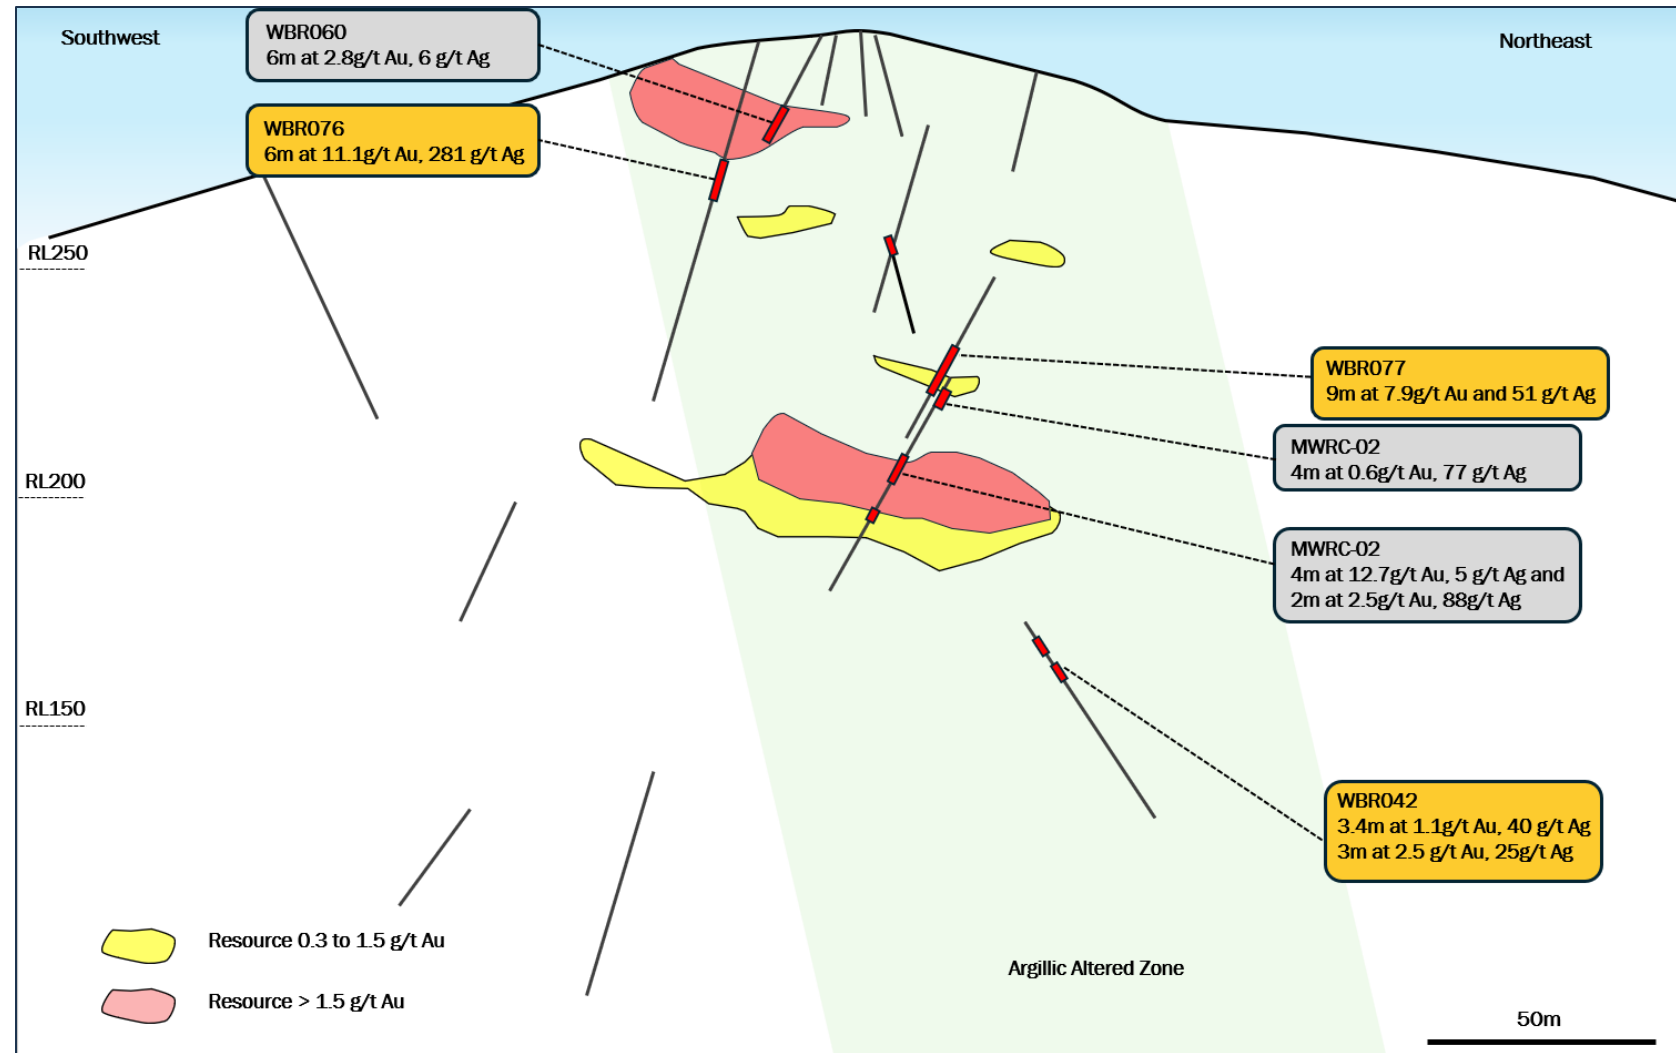 Southwest
WBR060
6m at 2.8g/t Au, 6 g/t Ag
Northeast
WBR076
6m at 11.1g/t Au, 281 g/t Ag
RL250
WBR077
9m at 7.9g/t Au and 51 g/t Ag
MWRC-02
4m at 0.6g/t Au, 77 g/t Ag
RL200
MWRC-02
4m at 12.7g/t Au, 5 g/t Ag and
2m at 2.5g/t Au, 88g/t Ag
RL150
WBR042
3.4m at 1.1g/t Au, 40 g/t Ag
3m at 2.5 g/t Au, 25g/t Ag
Resource 0.3 to 1.5 g/t Au
Argillic Altered Zone
Resource > 1.5 g/t Au
50m